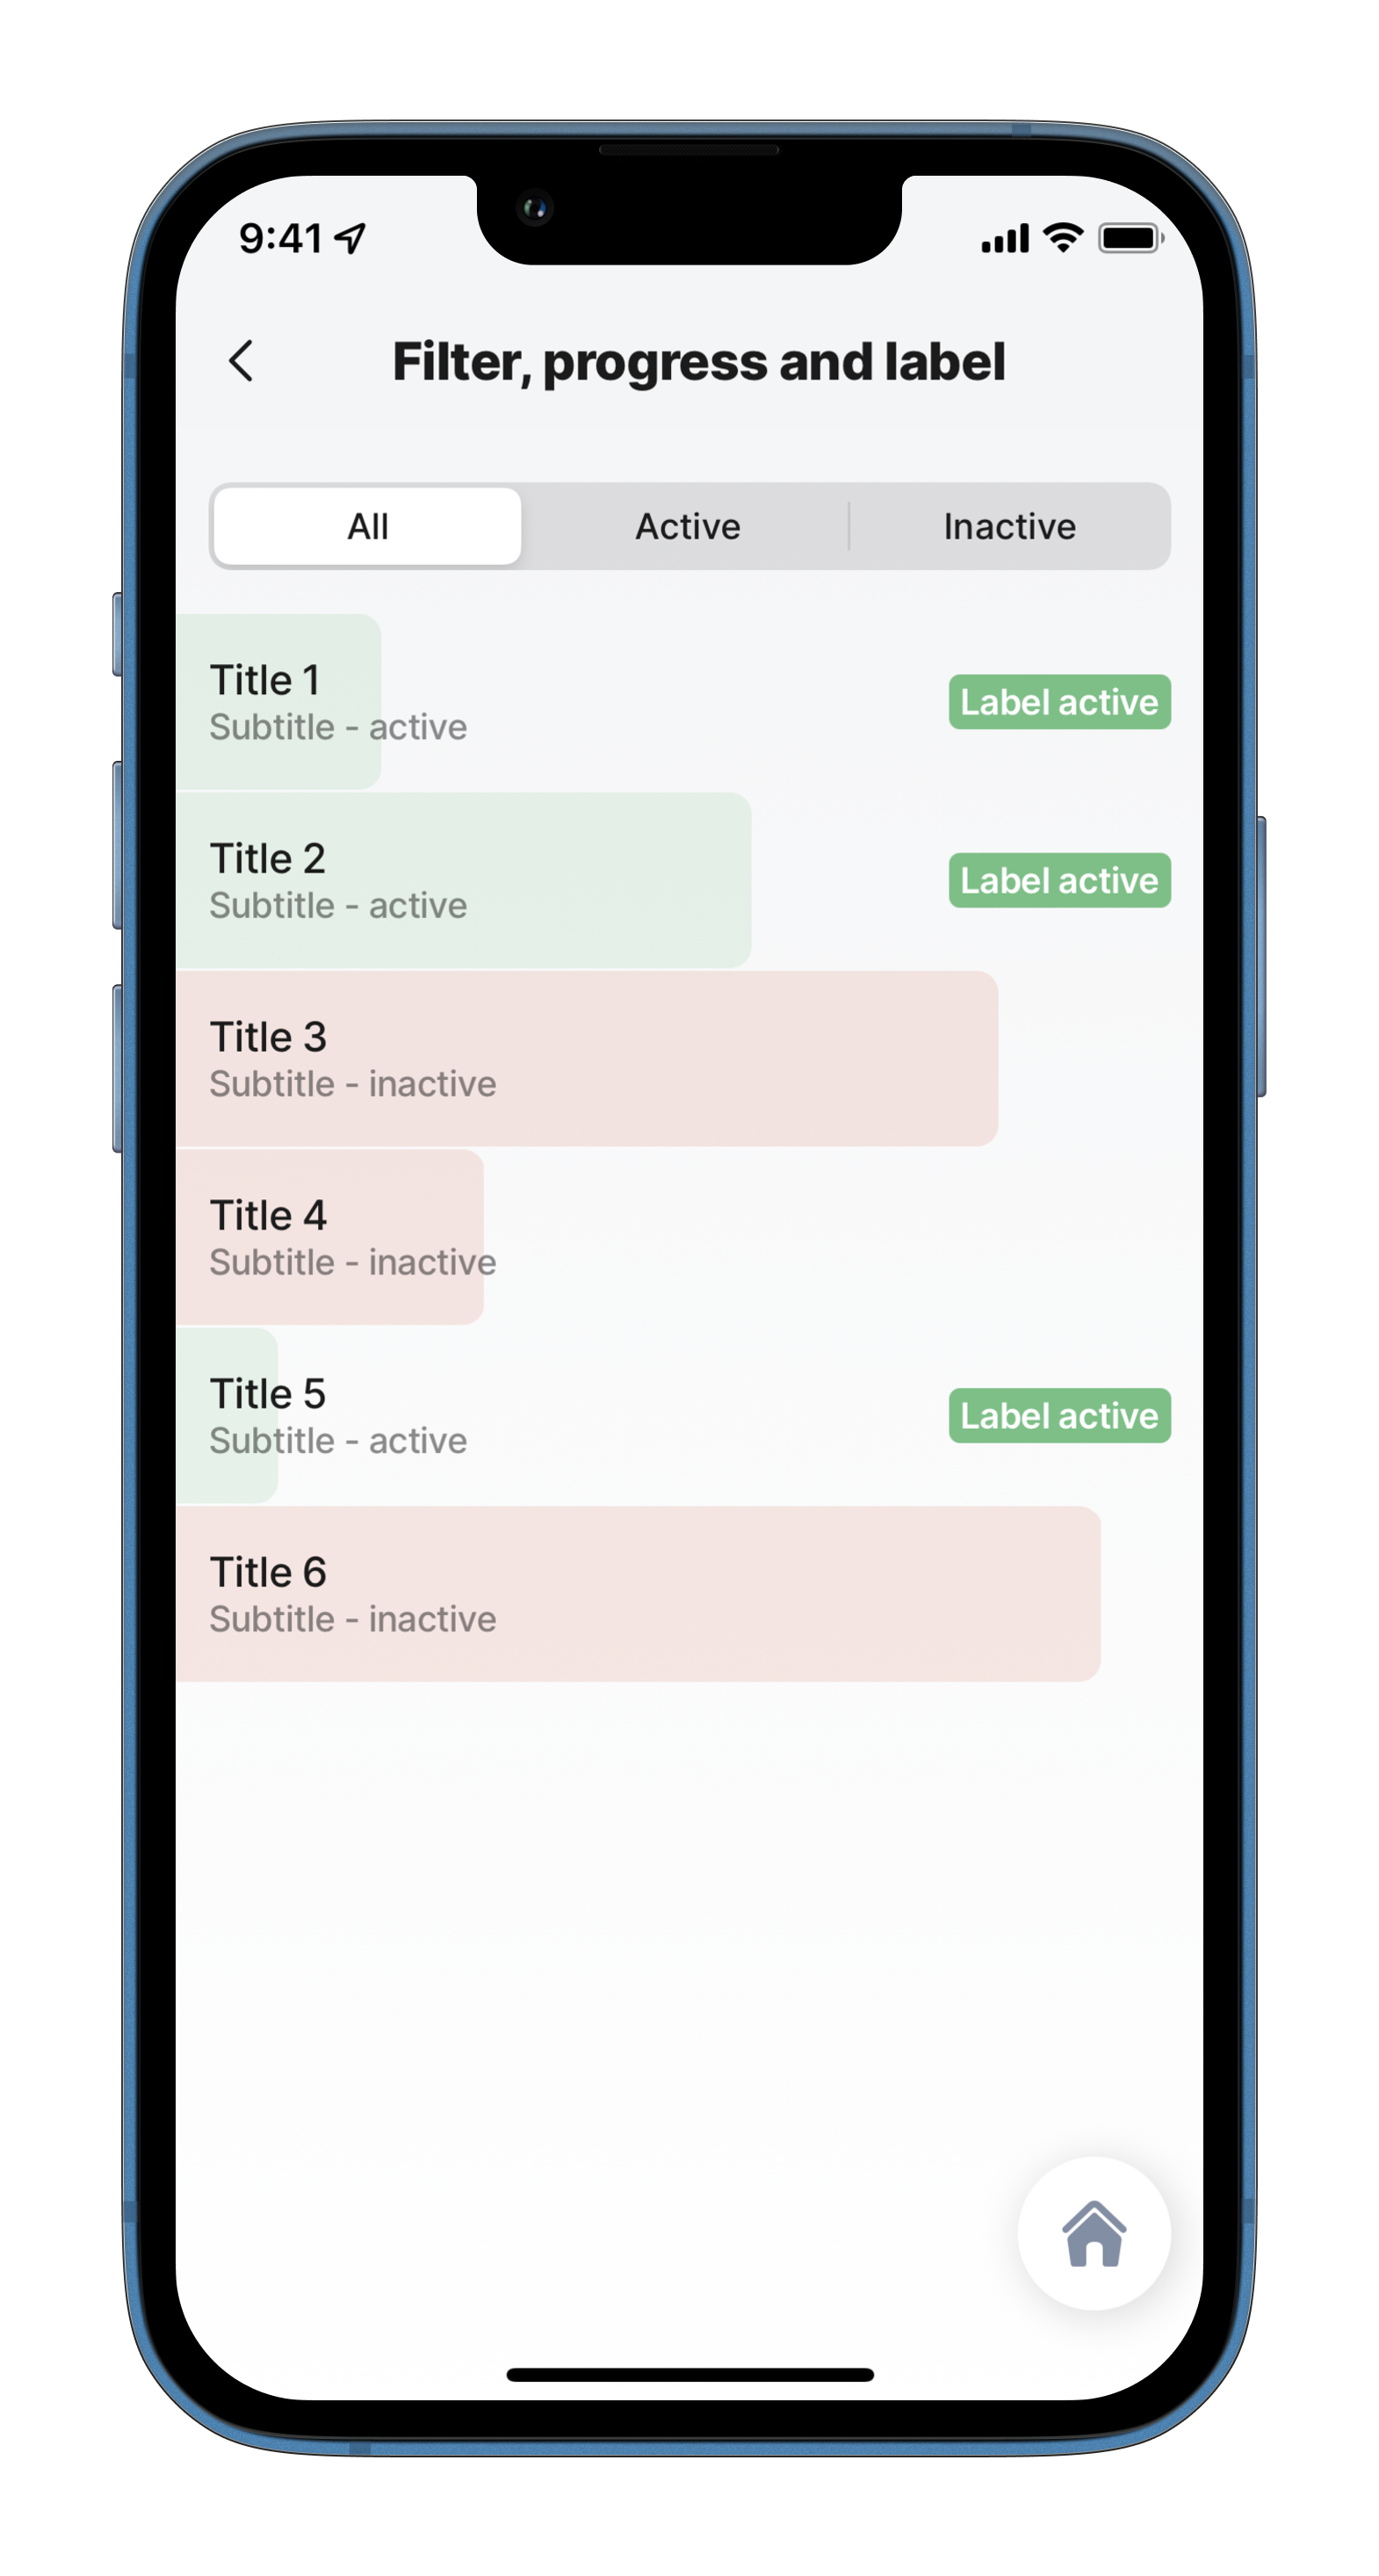 9:41
Filter, progress and label
All Active Inactive
Title 1
Subtitle - active
Label active
Title 2
Subtitle - active
Label active
Title 3
Subtitle - inactive
Title 4
Subtitle - inactive
Title 5
Subtitle - active
Label active
Title 6
Subtitle - inactive